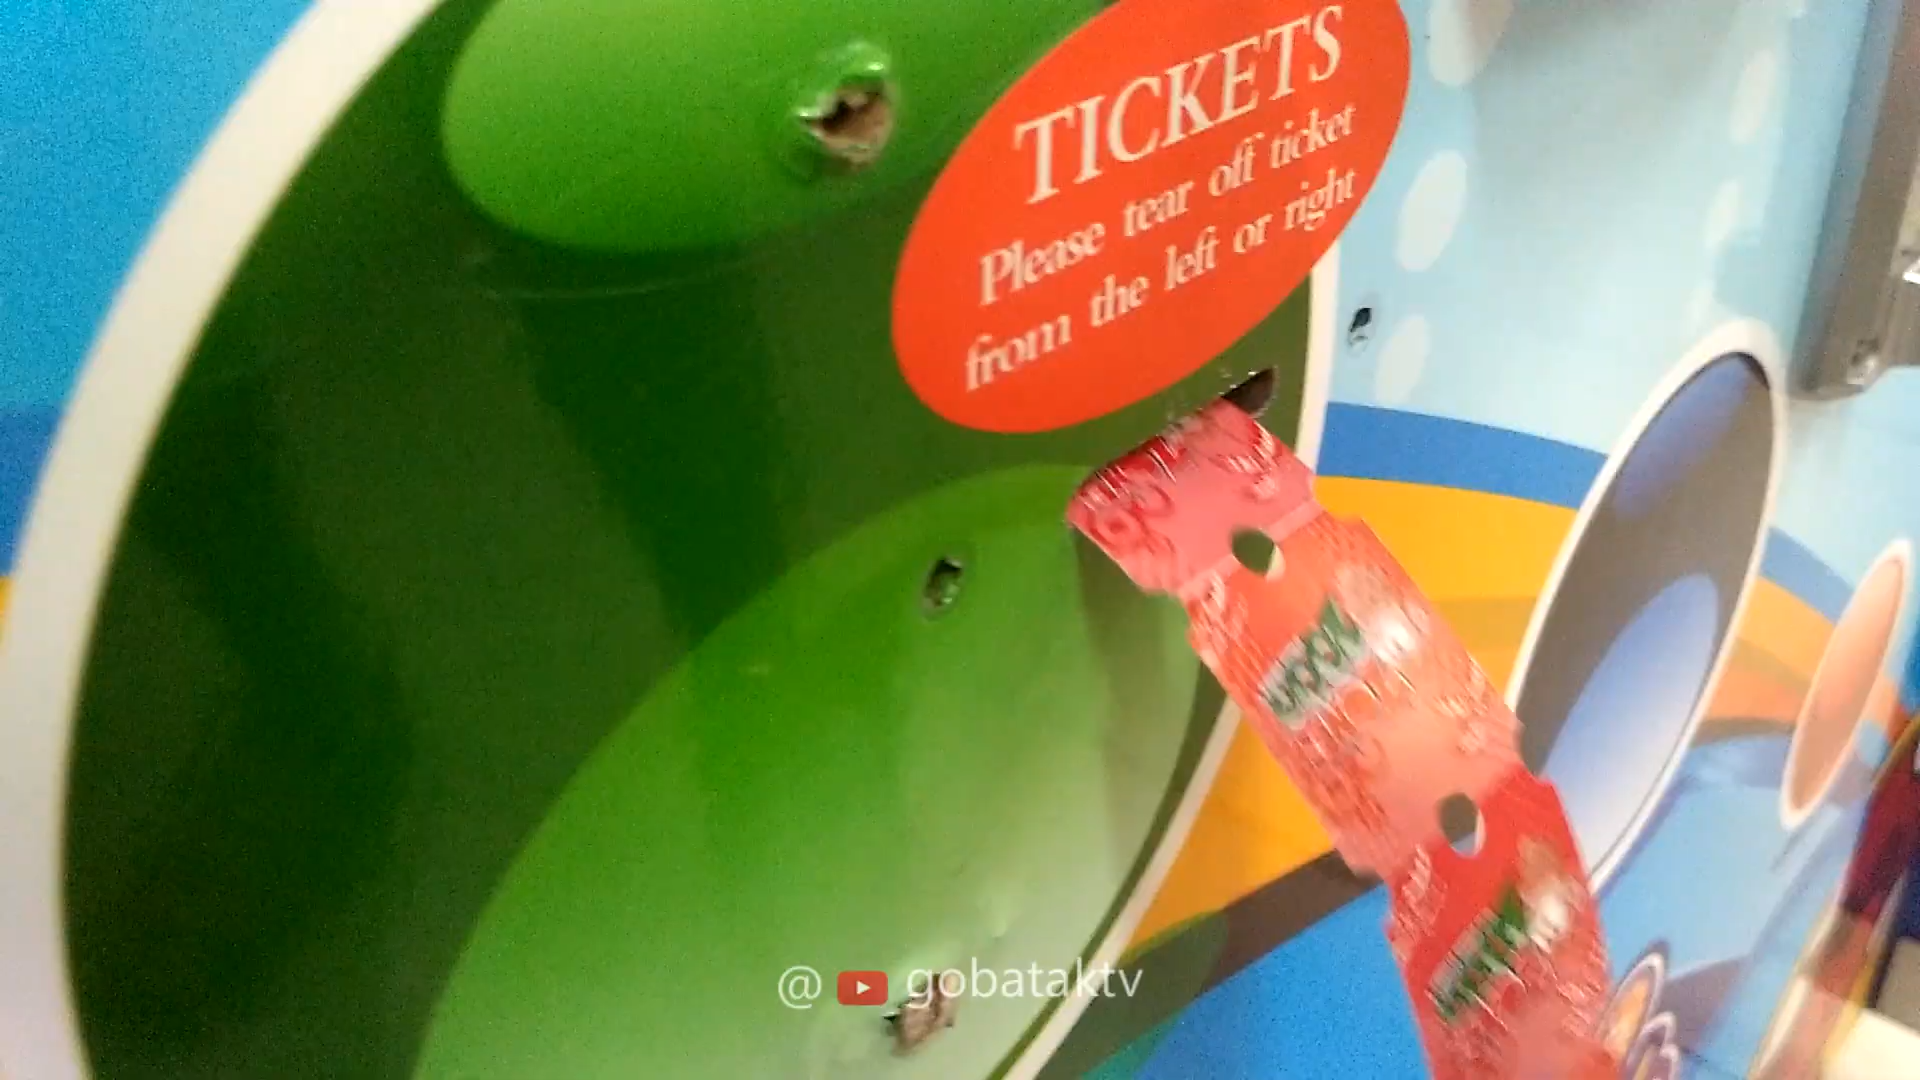 TICKETS
Please tear off ticket
from the left or right
@ gobataktv